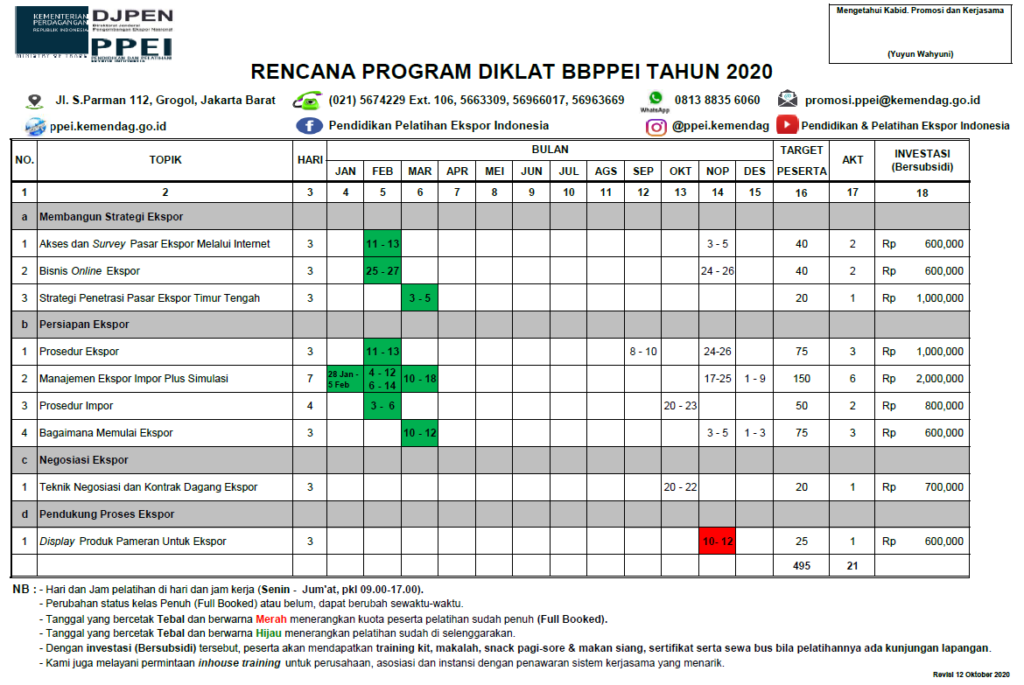 KEMENTERIAN
PERDAGANGAN
REPUBLIK INDONESIA
DJPEN
Direktorat Jenderal
Pengembangan Ekspor Nasional
PPEI
PENDIDIKAN DAN PELATIHAN
Mengetahui Kabid. Promosi dan Kerjasama
(Yuyun Wahyuni)
RENCANA PROGRAM DIKLAT BBPPEI TAHUN 2020
Jl. S.Parman 112, Grogol, Jakarta Barat (021) 5674229 Ext. 106, 5663309, 56966017, 56963669 WhatsApp 0813 8835 6060 promosi.ppei@kemendag.go.id
ppei.kemendag.go.id Pendidikan Pelatihan Ekspor Indonesia @ppei.kemendag Pendidikan & Pelatihan Ekspor Indonesia
NO. TOPIK HARI BULAN TARGET PESERTA AKT INVESTASI (Bersubsidi)
JAN FEB MAR APR MEI JUN JUL AGS SEP OKT NOP DES
1 2 3 4 5 6 7 8 9 10 11 12 13 14 15 16 17 18
a Membangun Strategi Ekspor
1 Akses dan Survey Pasar Ekspor Melalui Internet 3 11 - 13 3 - 5 40 2 Rp 600,000
2 Bisnis Online Ekspor 3 25 - 27 24 - 26 40 2 Rp 600,000
3 Strategi Penetrasi Pasar Ekspor Timur Tengah 3 3 - 5 20 1 Rp 1,000,000
b Persiapan Ekspor
1 Prosedur Ekspor 3 11 - 13 8 - 10 24-26 75 3 Rp 1,000,000
2 Manajemen Ekspor Impor Plus Simulasi 7 28 Jan - 5 Feb 4 - 12 6 - 14 10 - 18 17-25 1 - 9 150 6 Rp 2,000,000
3 Prosedur Impor 4 3 - 6 20 - 23 50 2 Rp 800,000
4 Bagaimana Memulai Ekspor 3 10 - 12 3 - 5 1 - 3 75 3 Rp 600,000
c Negosiasi Ekspor
1 Teknik Negosiasi dan Kontrak Dagang Ekspor 3 20 - 22 20 1 Rp 700,000
d Pendukung Proses Ekspor
1 Display Produk Pameran Untuk Ekspor 3 10- 12 25 1 Rp 600,000
495 21
NB : - Hari dan Jam pelatihan di hari dan jam kerja (Senin - Jum'at, pkl 09.00-17.00).
- Perubahan status kelas Penuh (Full Booked) atau belum, dapat berubah sewaktu-waktu.
- Tanggal yang bercetak Tebal dan berwarna Merah menerangkan kuota peserta pelatihan sudah penuh (Full Booked).
- Tanggal yang bercetak Tebal dan berwarna Hijau menerangkan pelatihan sudah di selenggarakan.
- Dengan investasi (Bersubsidi) tersebut, peserta akan mendapatkan training kit, makalah, snack pagi-sore & makan siang, sertifikat serta sewa bus bila pelatihannya ada kunjungan lapangan.
- Kami juga melayani permintaan inhouse training untuk perusahaan, asosiasi dan instansi dengan penawaran sistem kerjasama yang menarik.
Revisi 12 Oktober 2020